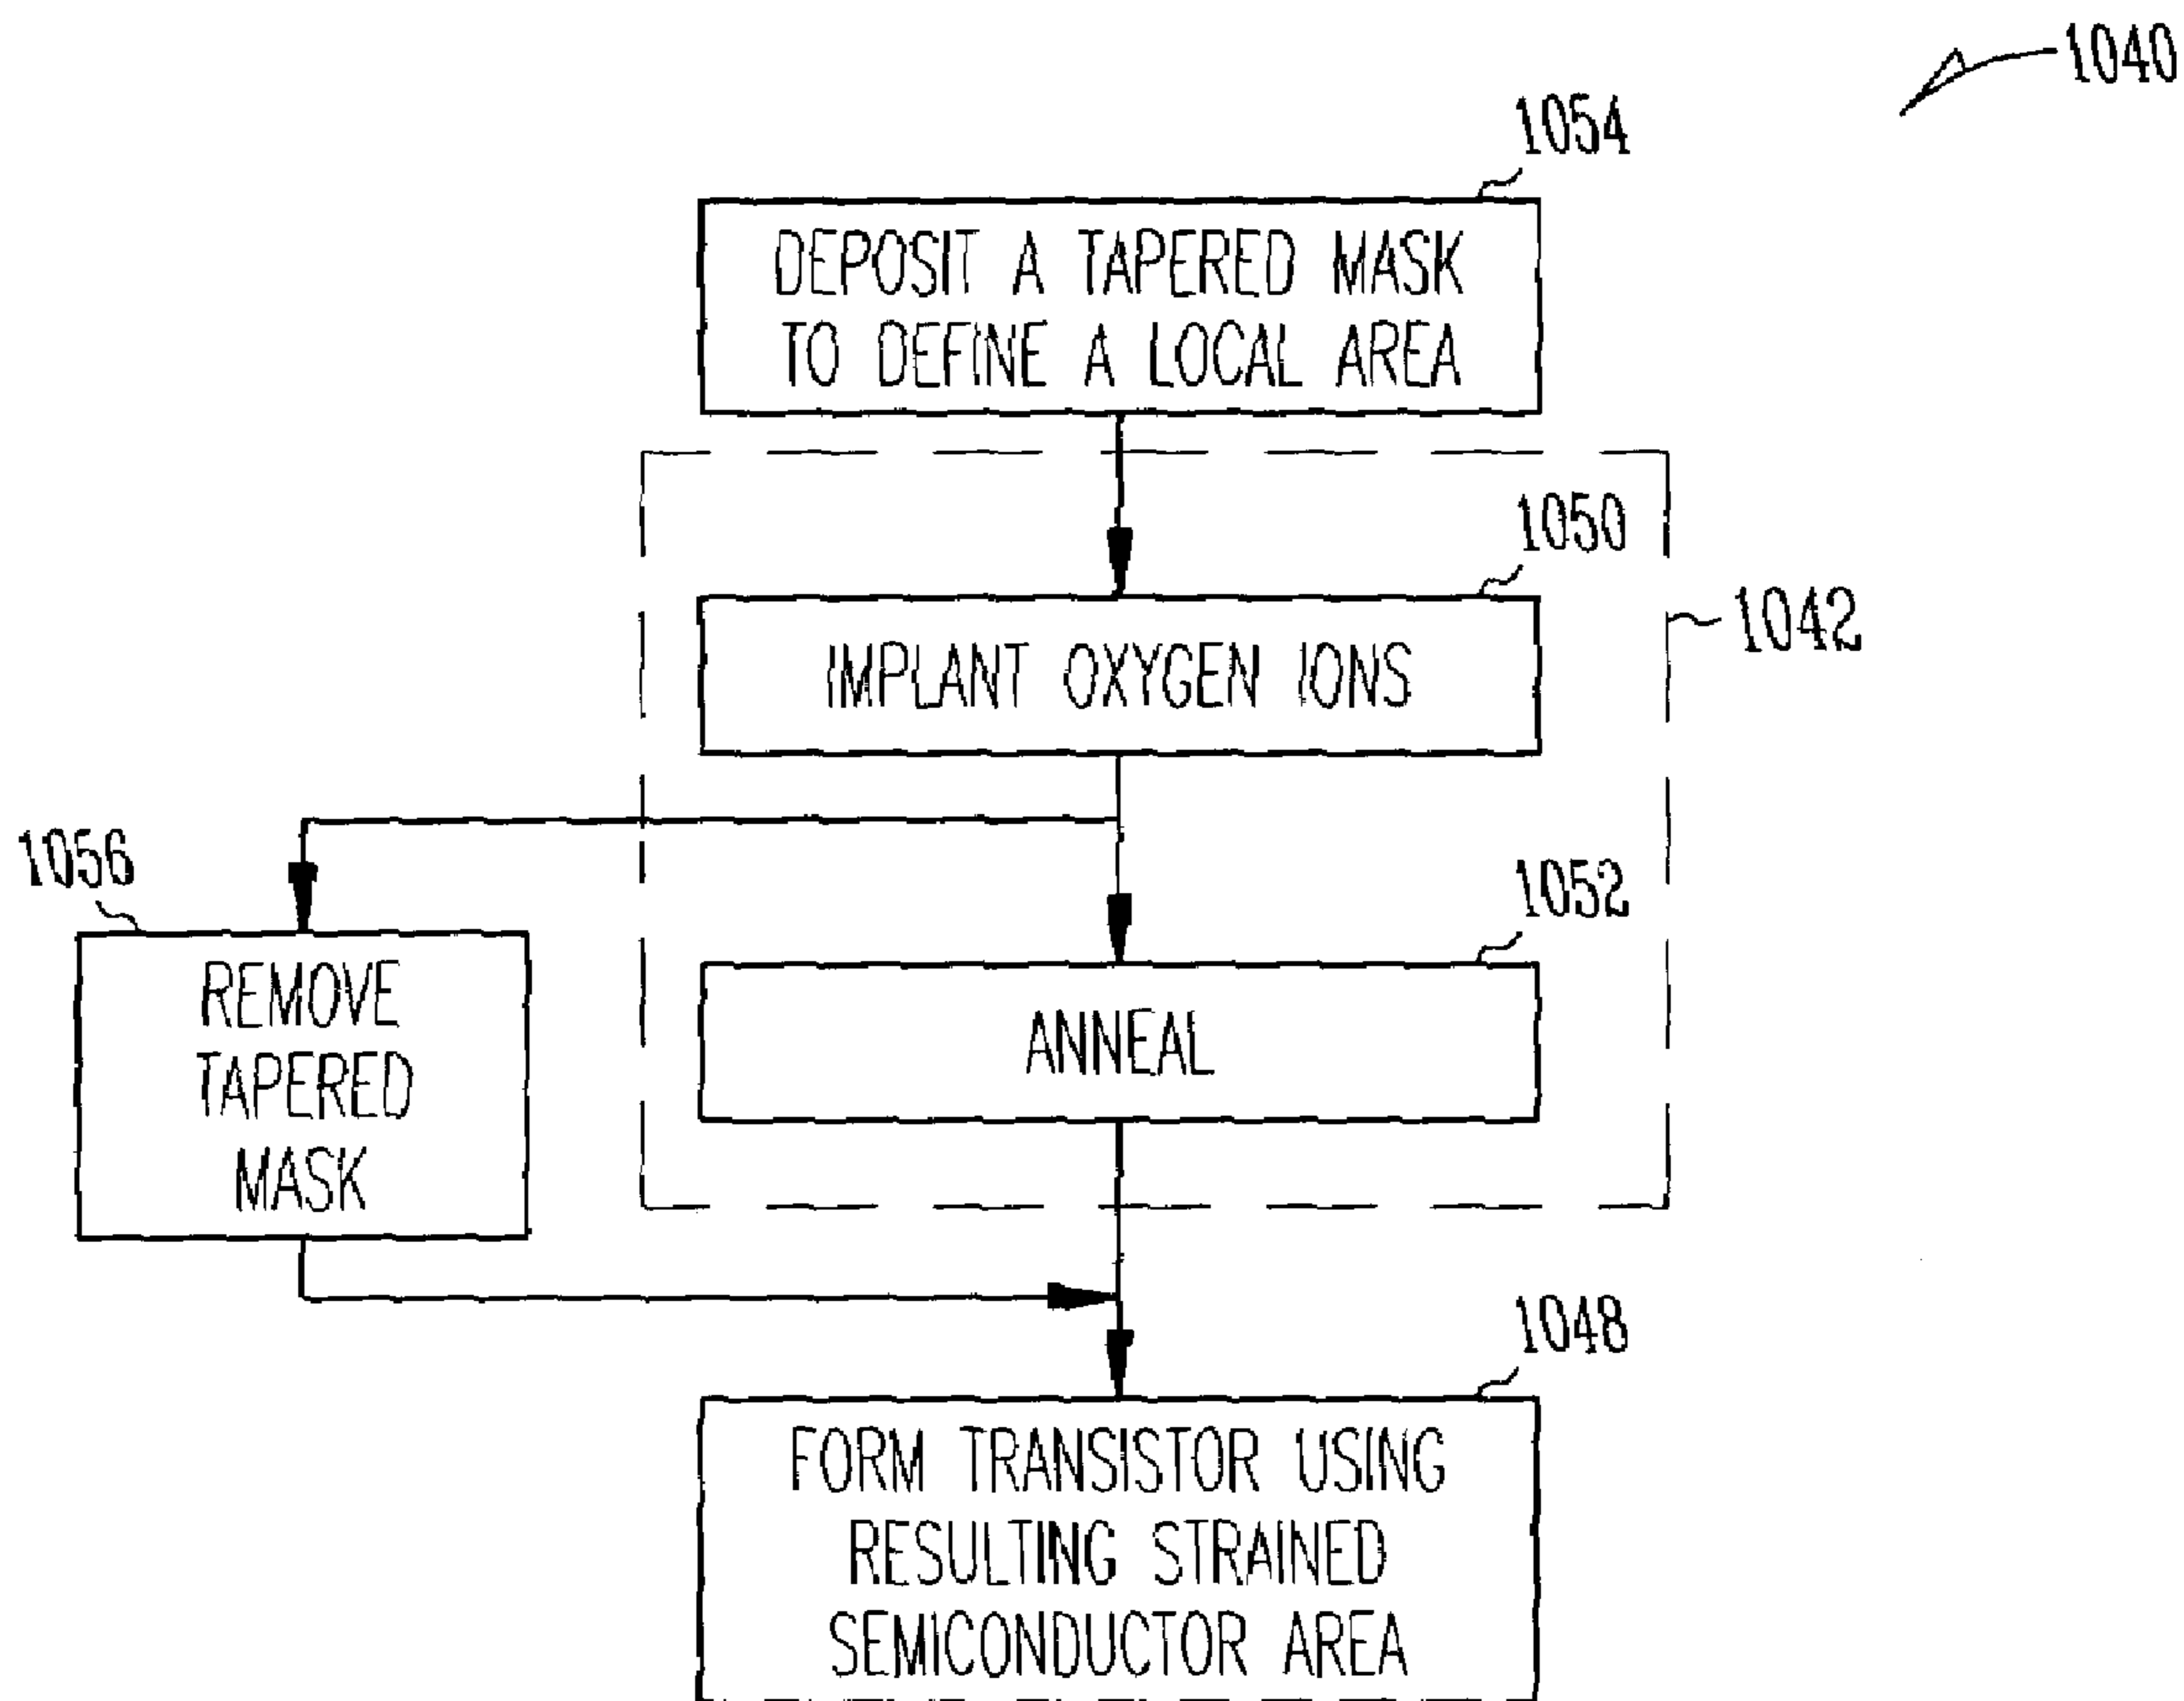 1040
1054
DEPOSIT A TAPERED MASK
TO DEFINE A LOCAL AREA
1050
1042
IMPLANT OXYGEN IONS
1056
1052
REMOVE
TAPERED
MASK
ANNEAL
1048
FORM TRANSISTOR USING
RESULTING STRAINED
SEMICONDUCTOR AREA